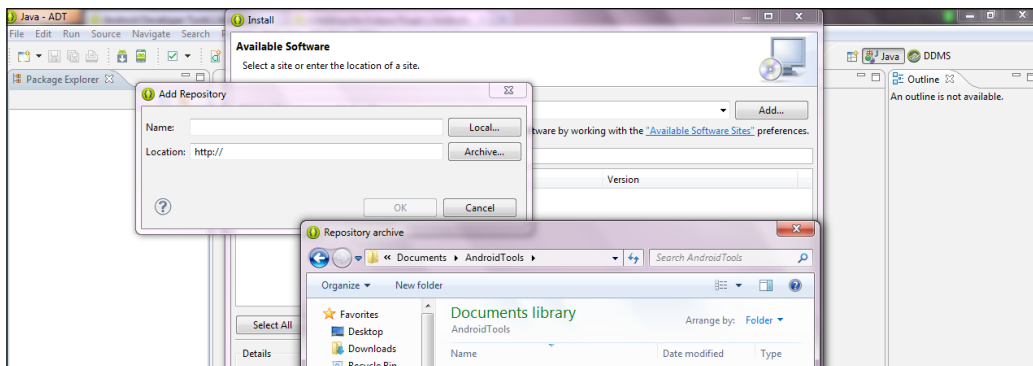 Java - ADT
File Edit Run Source Navigate Search
Package Explorer
Install
Available Software
Select a site or enter the location of a site.
Add...
tware by working with the "Available Software Sites" preferences.
Version
Select All
Details
Add Repository
Name:
Local...
Location: http://
Archive...
OK Cancel
Repository archive
« Documents AndroidTools
Search AndroidTools
Organize New folder
Favorites
Desktop
Downloads
Recycle Bin
Documents library
AndroidTools
Arrange by: Folder
Name Date modified Type
Java DDMS
Outline
An outline is not available.